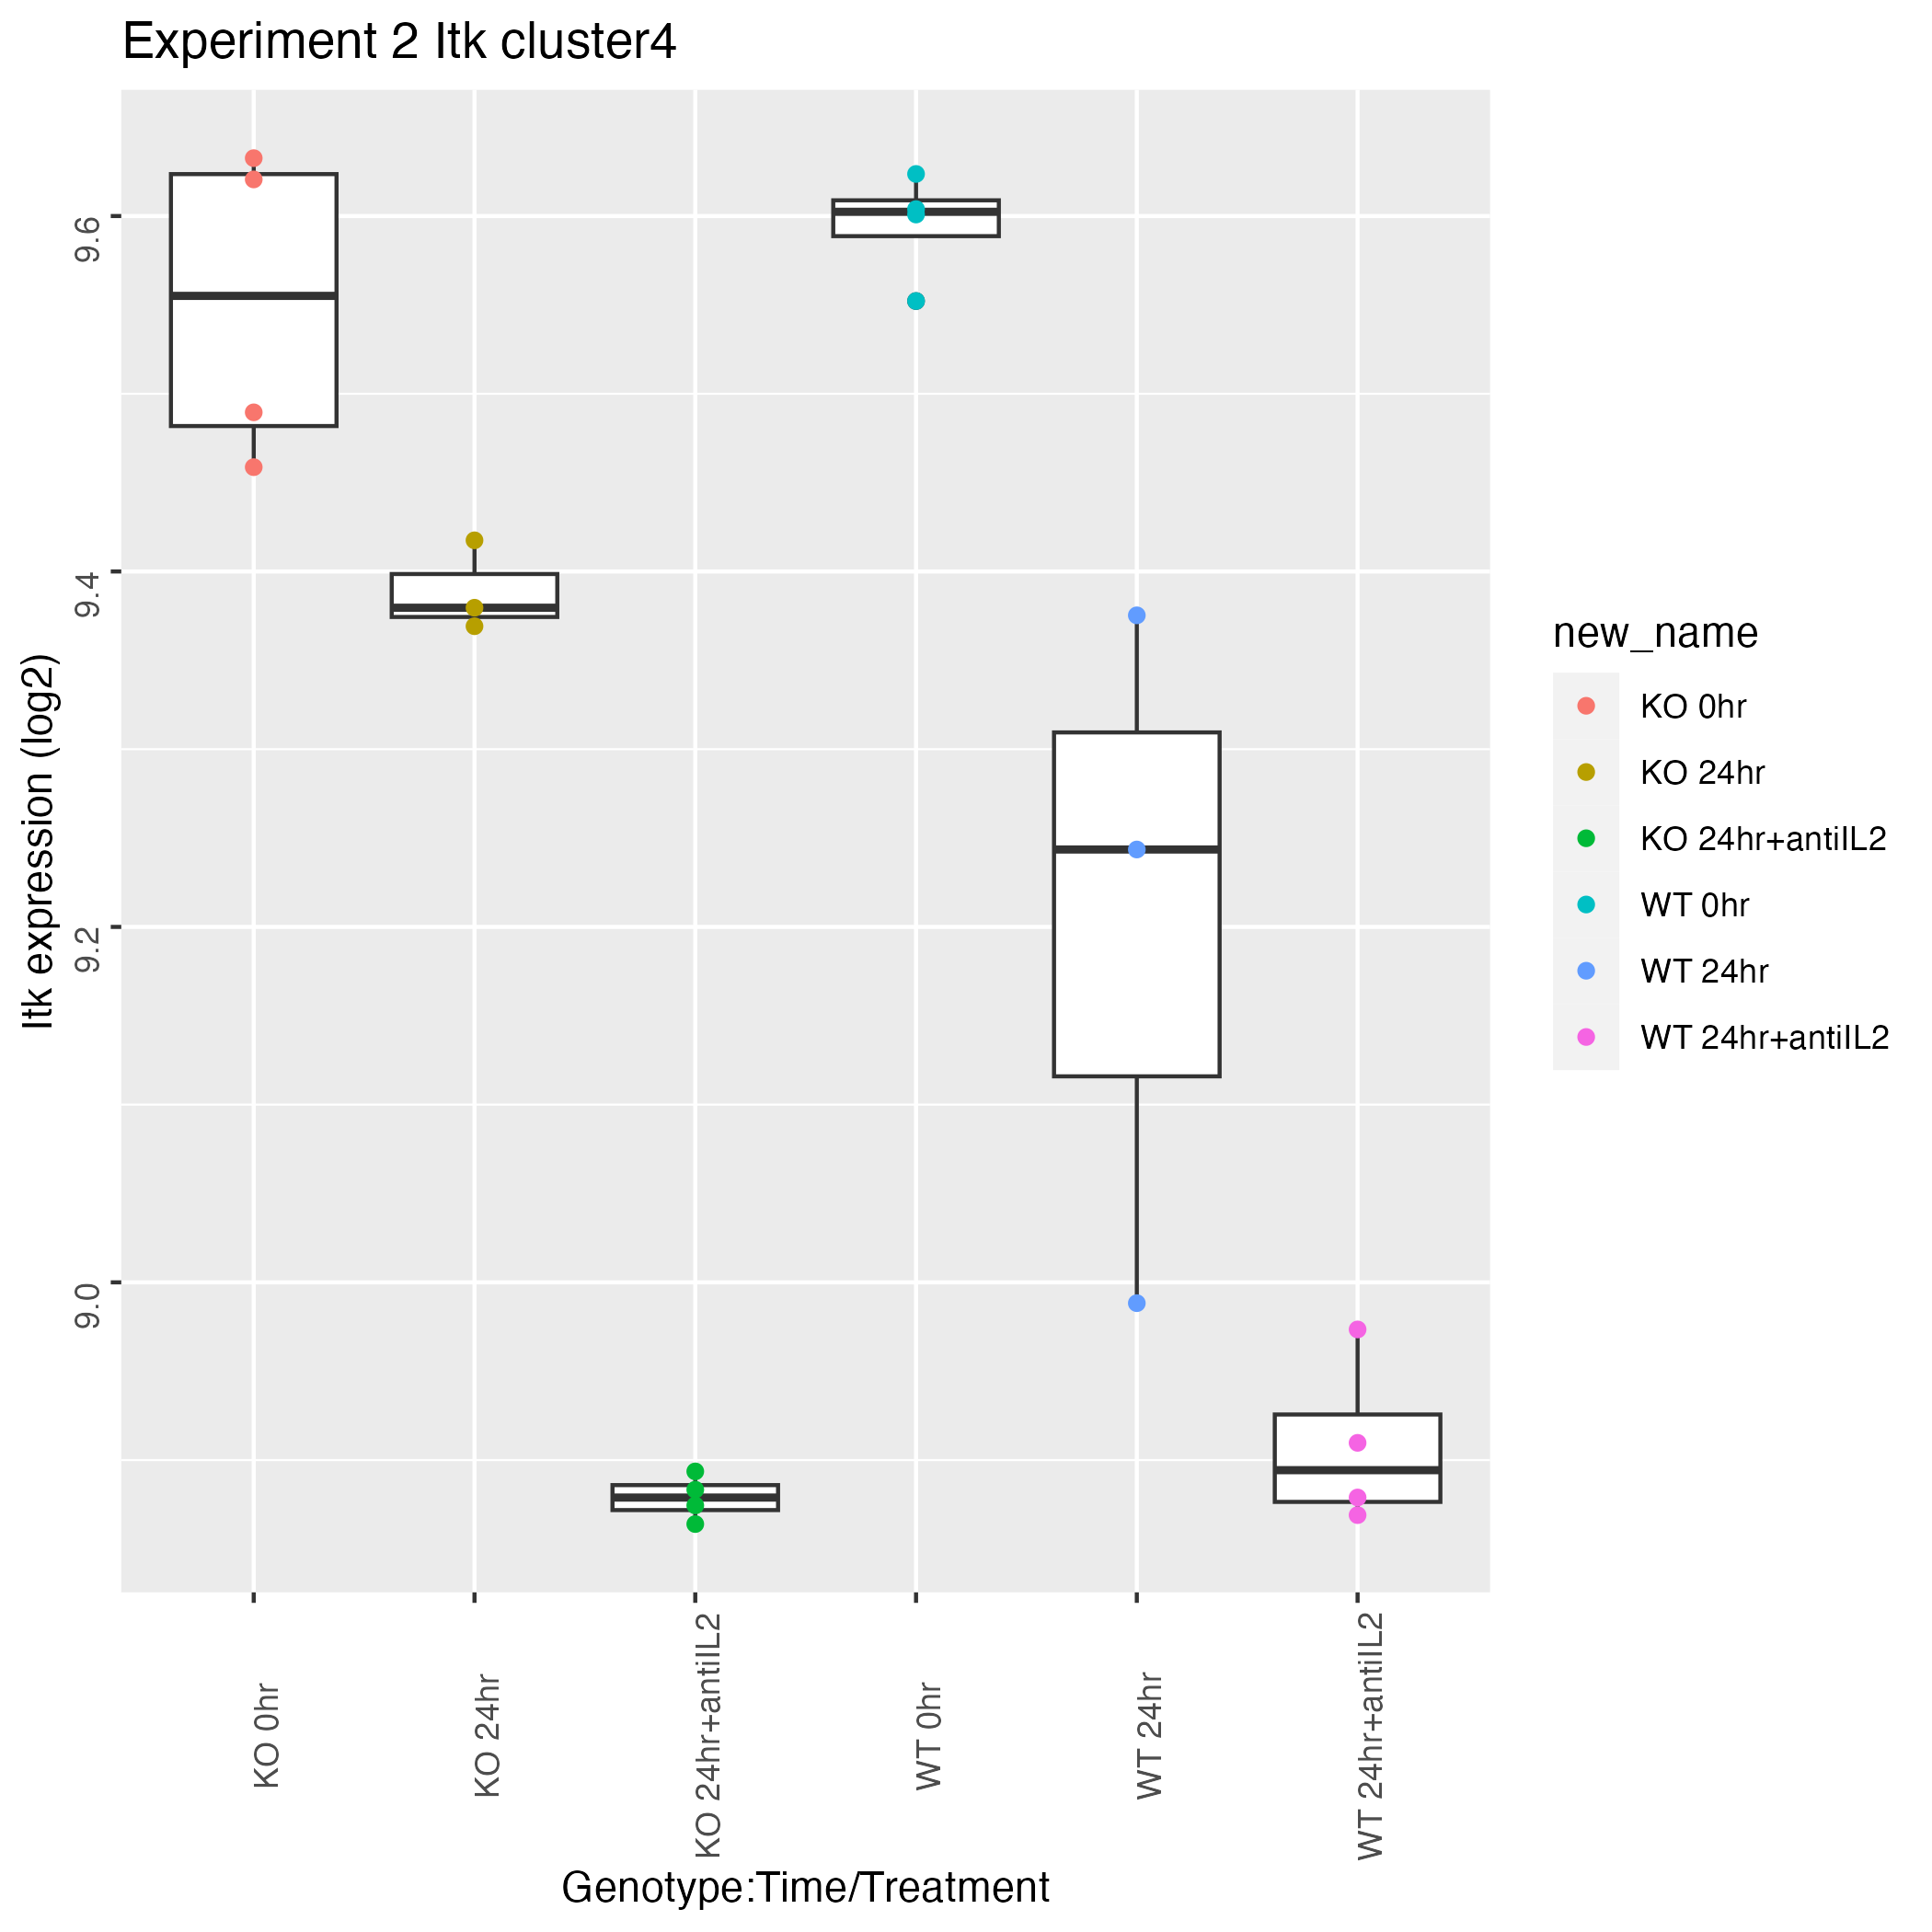 Experiment 2 Itk cluster4
Itk expression (log2)
9.6
9.4
9.2
9.0
KO 0hr
KO 24hr
KO 24hr+antiIL2
WT 0hr
WT 24hr
WT 24hr+antiIL2
Genotype:Time/Treatment
new_name
KO 0hr
KO 24hr
KO 24hr+antiIL2
WT 0hr
WT 24hr
WT 24hr+antiIL2